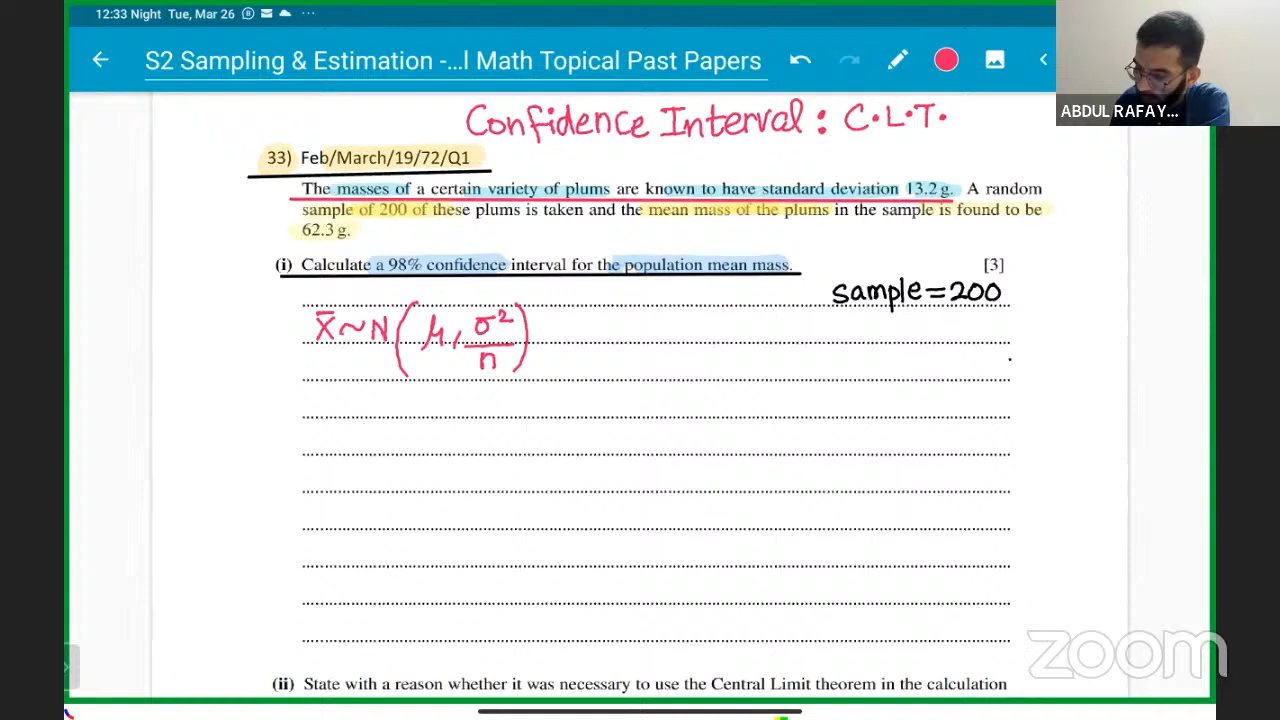 12:33 Night Tue, Mar 26
S2 Sampling & Estimation -...l Math Topical Past Papers
ABDUL RAFAY...
Confidence Interval : C.L.T.
33) Feb/March/19/72/Q1
The masses of a certain variety of plums are known to have standard deviation 13.2 g. A random
sample of 200 of these plums is taken and the mean mass of the plums in the sample is found to be
62.3 g.
(i) Calculate a 98% confidence interval for the population mean mass. [3]
sample = 200
X̄ ~ N(μ, σ²/n)
(ii) State with a reason whether it was necessary to use the Central Limit theorem in the calculation
zoom